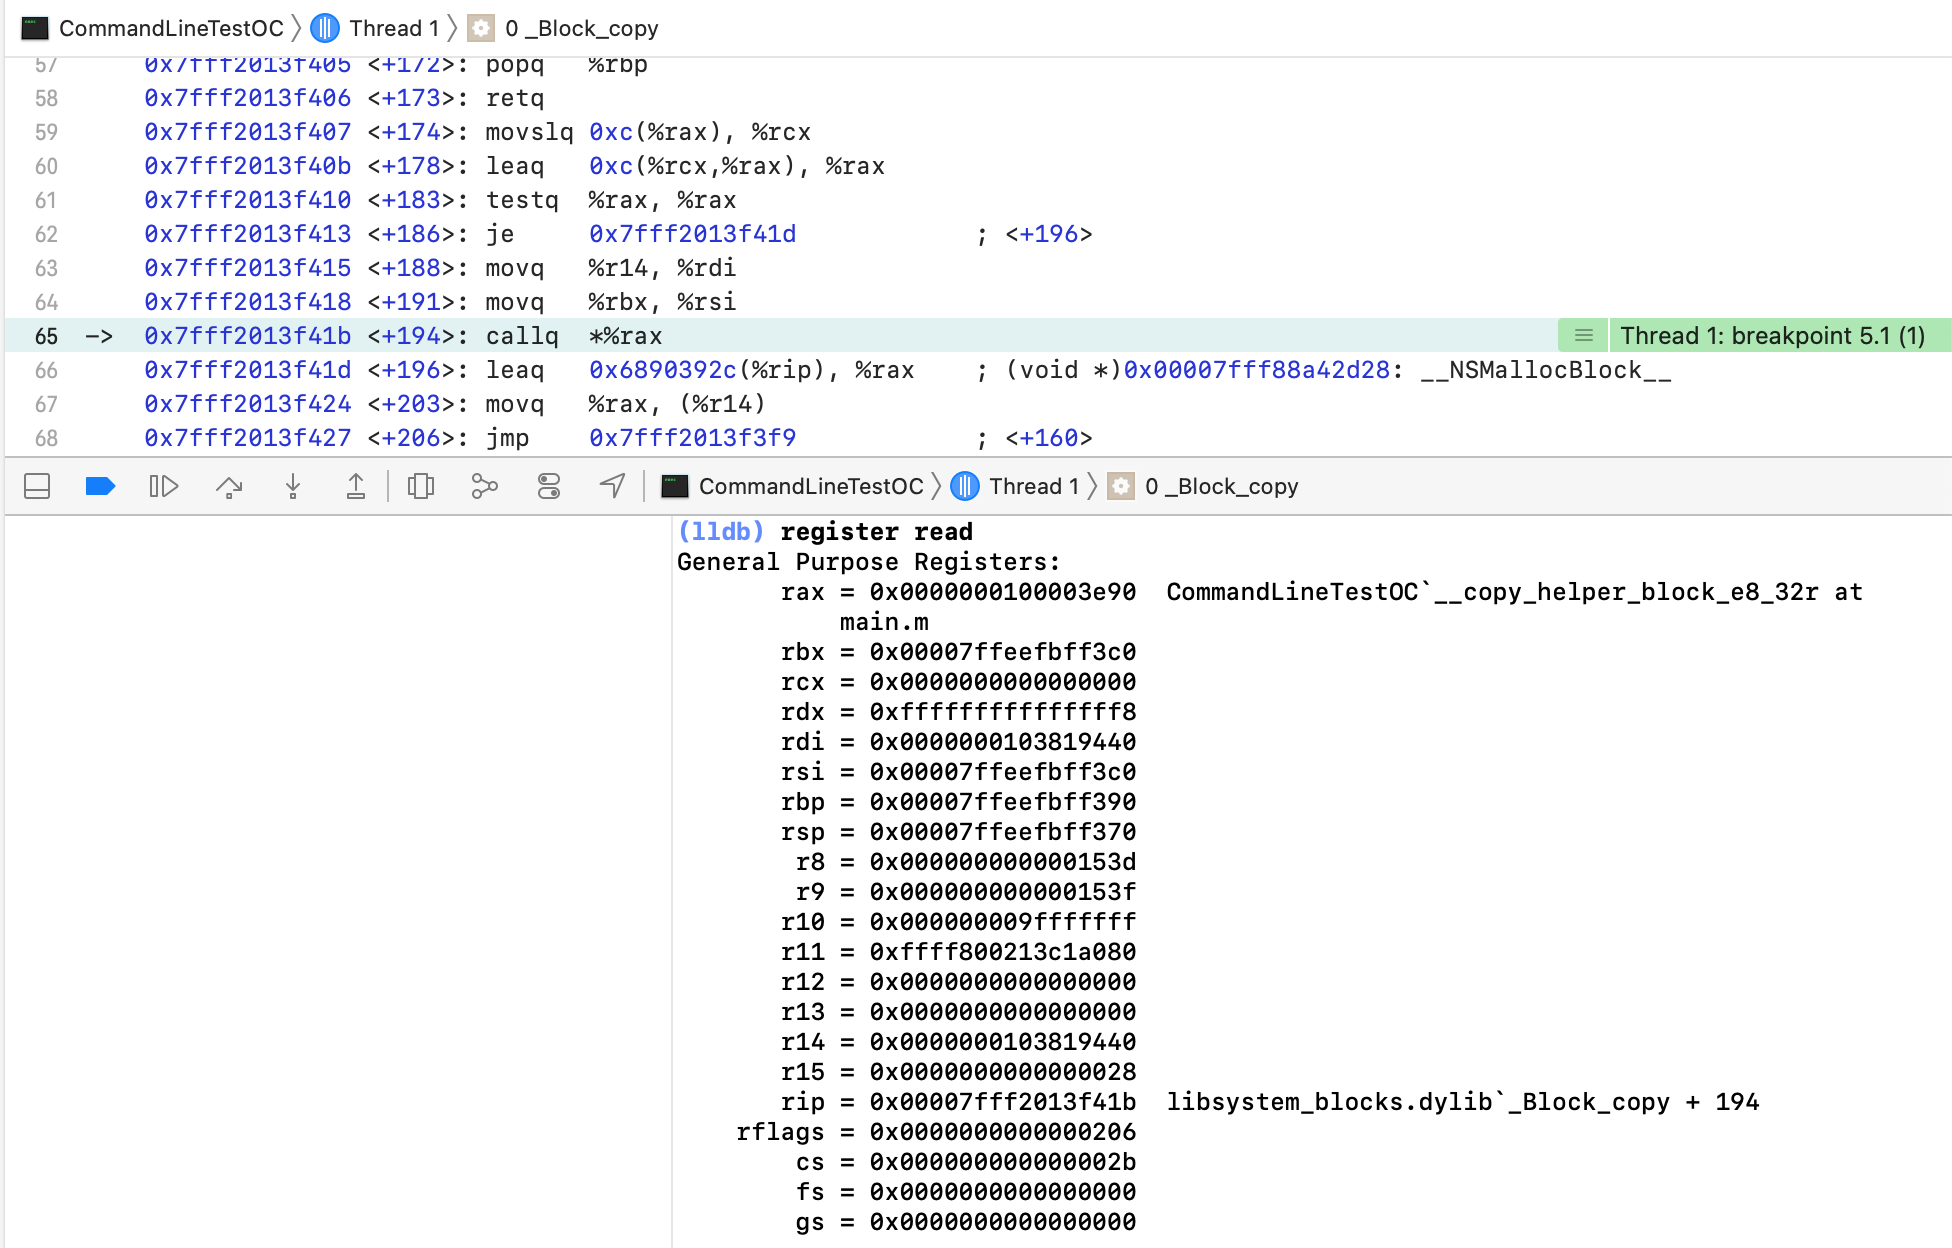 CommandLineTestOC 〉 Thread 1 〉 0 _Block_copy
57 0x7fff2013f405 <+172>: popq %rbp
58 0x7fff2013f406 <+173>: retq
59 0x7fff2013f407 <+174>: movslq 0xc(%rax), %rcx
60 0x7fff2013f40b <+178>: leaq 0xc(%rcx,%rax), %rax
61 0x7fff2013f410 <+183>: testq %rax, %rax
62 0x7fff2013f413 <+186>: je 0x7fff2013f41d ; <+196>
63 0x7fff2013f415 <+188>: movq %r14, %rdi
64 0x7fff2013f418 <+191>: movq %rbx, %rsi
65 -> 0x7fff2013f41b <+194>: callq *%rax Thread 1: breakpoint 5.1 (1)
66 0x7fff2013f41d <+196>: leaq 0x6890392c(%rip), %rax ; (void *)0x00007fff88a42d28: __NSMallocBlock__
67 0x7fff2013f424 <+203>: movq %rax, (%r14)
68 0x7fff2013f427 <+206>: jmp 0x7fff2013f3f9 ; <+160>
CommandLineTestOC 〉 Thread 1 〉 0 _Block_copy
(lldb) register read
General Purpose Registers:
rax = 0x0000000100003e90 CommandLineTestOC`__copy_helper_block_e8_32r at
main.m
rbx = 0x00007ffeefbff3c0
rcx = 0x0000000000000000
rdx = 0xfffffffffffffff8
rdi = 0x0000000103819440
rsi = 0x00007ffeefbff3c0
rbp = 0x00007ffeefbff390
rsp = 0x00007ffeefbff370
r8 = 0x000000000000153d
r9 = 0x000000000000153f
r10 = 0x000000009fffffff
r11 = 0xffff800213c1a080
r12 = 0x0000000000000000
r13 = 0x0000000000000000
r14 = 0x0000000103819440
r15 = 0x0000000000000028
rip = 0x00007fff2013f41b libsystem_blocks.dylib`_Block_copy + 194
rflags = 0x0000000000000206
cs = 0x000000000000002b
fs = 0x0000000000000000
gs = 0x0000000000000000